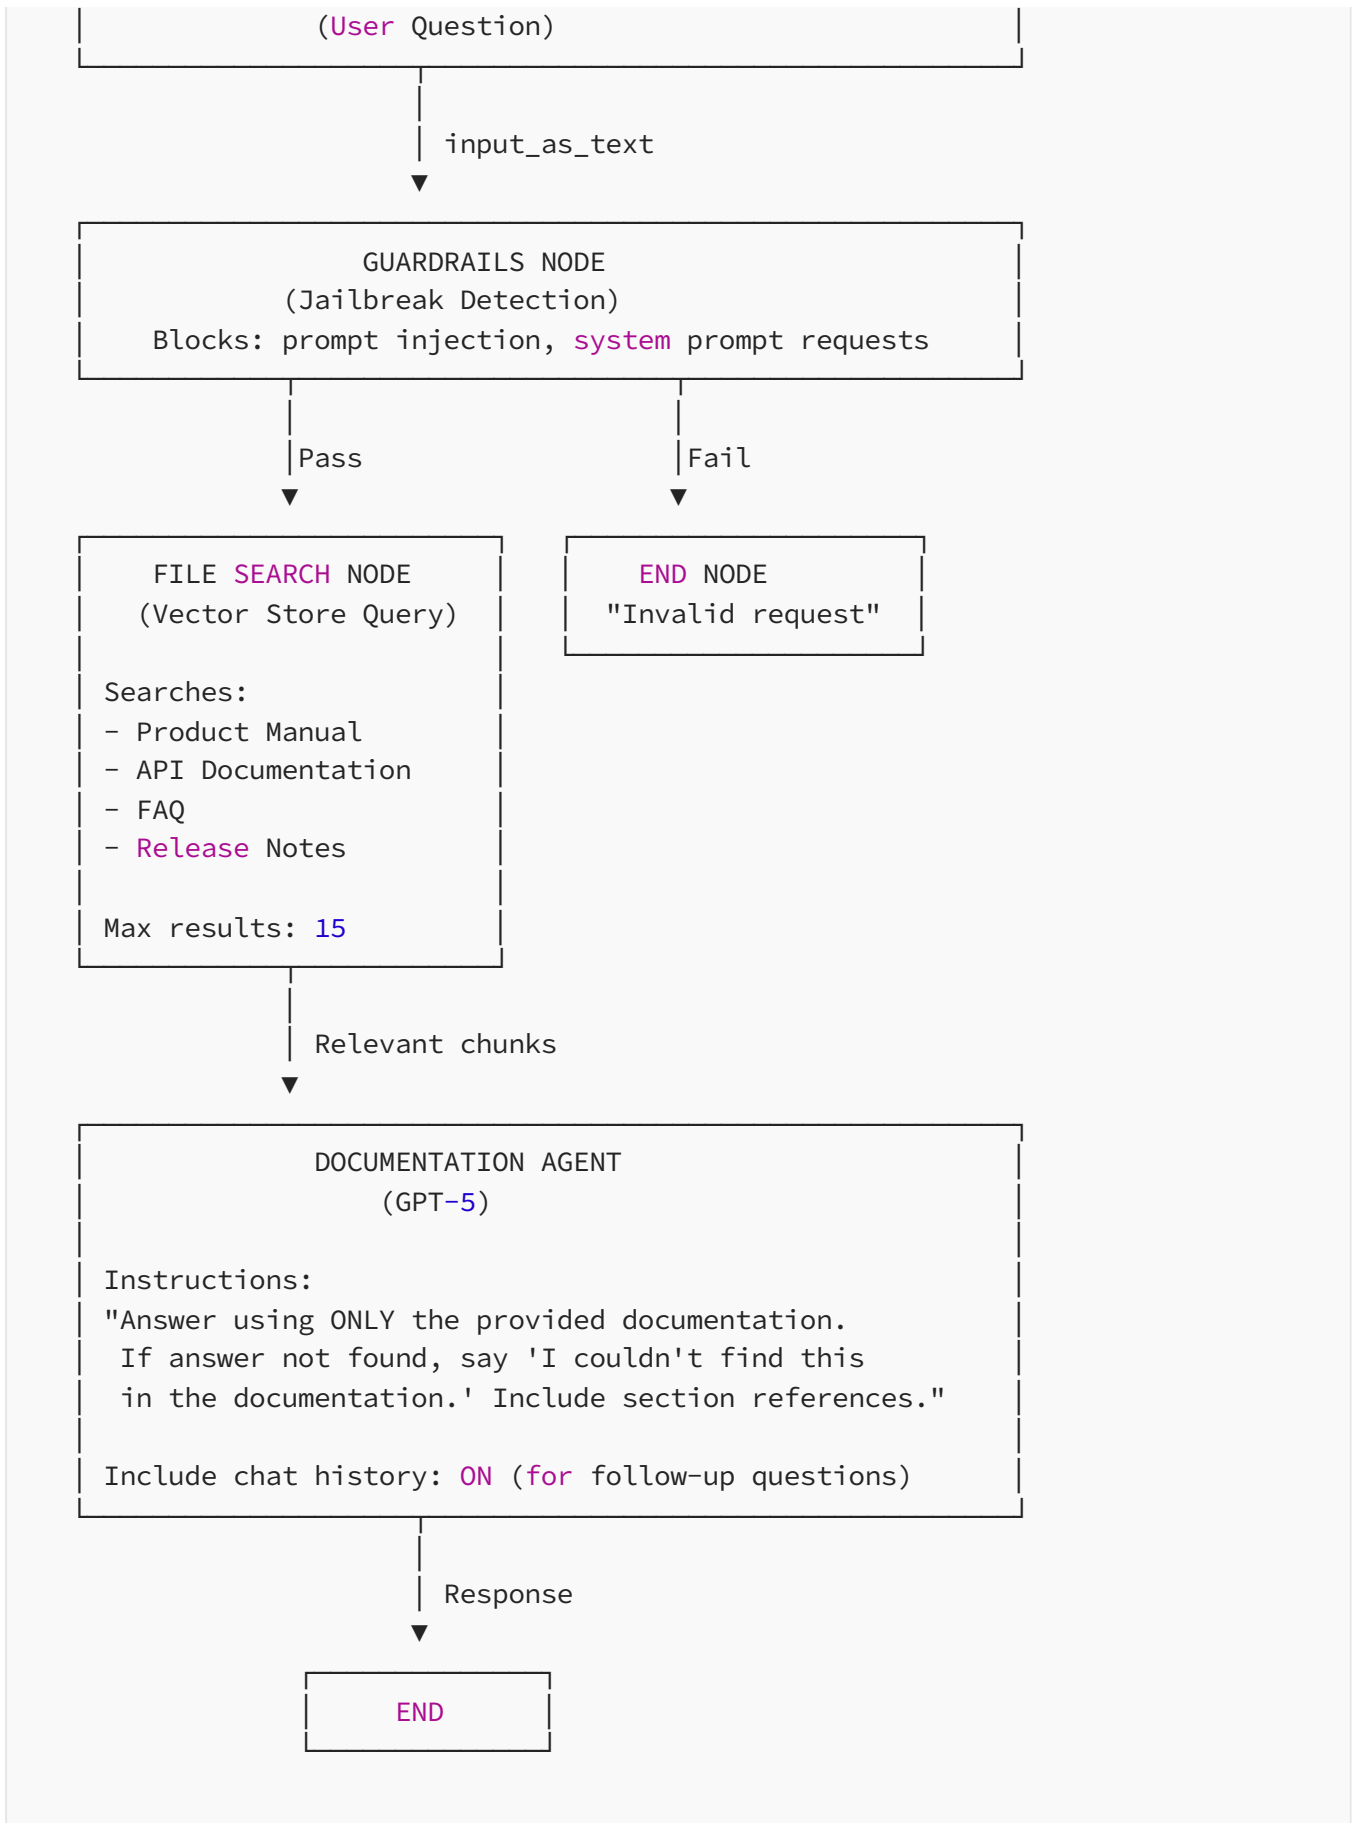 (User Question)
input_as_text
▼
GUARDRAILS NODE
(Jailbreak Detection)
Blocks: prompt injection, system prompt requests
Pass Fail
▼ ▼
FILE SEARCH NODE END NODE
(Vector Store Query) "Invalid request"
Searches:
- Product Manual
- API Documentation
- FAQ
- Release Notes
Max results: 15
Relevant chunks
▼
DOCUMENTATION AGENT
(GPT-5)
Instructions:
"Answer using ONLY the provided documentation.
If answer not found, say 'I couldn't find this
in the documentation.' Include section references."
Include chat history: ON (for follow-up questions)
Response
▼
END